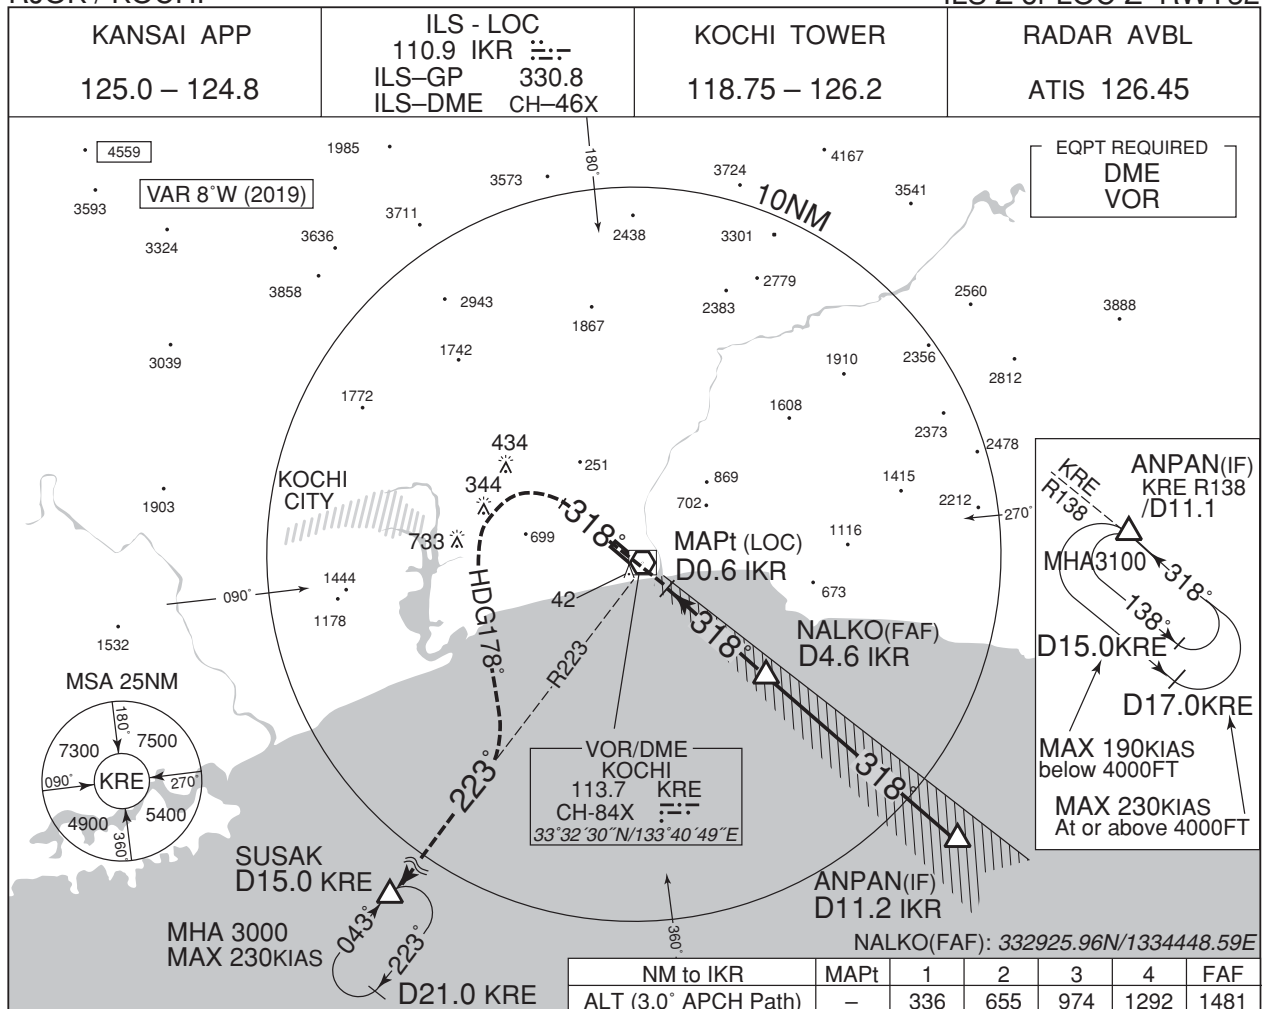 KANSAI APP
125.0 – 124.8
ILS - LOC
110.9 IKR
ILS–GP 330.8
ILS–DME CH–46X
KOCHI TOWER
118.75 – 126.2
RADAR AVBL
ATIS 126.45
EQPT REQUIRED
DME
VOR
VAR 8˚W (2019)
4559
1985
3573
180˚
3724
4167
10NM
3593
3711
3541
3324
3636
2438
3301
3858
2943
2779
2383
2560
3888
1867
3039
1742
1910
2356
2812
1772
1608
2373
2478
434
251
869
1415
344
702
2212
270˚
KOCHI
CITY
1903
733
699
318˚
1116
MAPt (LOC)
D0.6 IKR
42
673
090˚
1444
1178
1532
HDG178˚
R223
318˚
NALKO(FAF)
D4.6 IKR
318˚
ANPAN(IF)
D11.2 IKR
ANPAN(IF)
KRE R138
/D11.1
KRE
R138
MHA3100
318˚
138˚
D15.0KRE
D17.0KRE
MAX 190KIAS
below 4000FT
MAX 230KIAS
At or above 4000FT
MSA 25NM
180˚
7300
7500
090˚
KRE
270˚
4900
5400
360˚
223˚
VOR/DME
KOCHI
113.7 KRE
CH-84X
33˚32´30˝N/133˚40´49˝E
SUSAK
D15.0 KRE
MHA 3000
MAX 230KIAS
043˚
223˚
D21.0 KRE
360˚
NALKO(FAF): 332925.96N/1334448.59E
NM to IKR MAPt 1 2 3 4 FAF
ALT (3.0˚ APCH Path) – 336 655 974 1292 1481